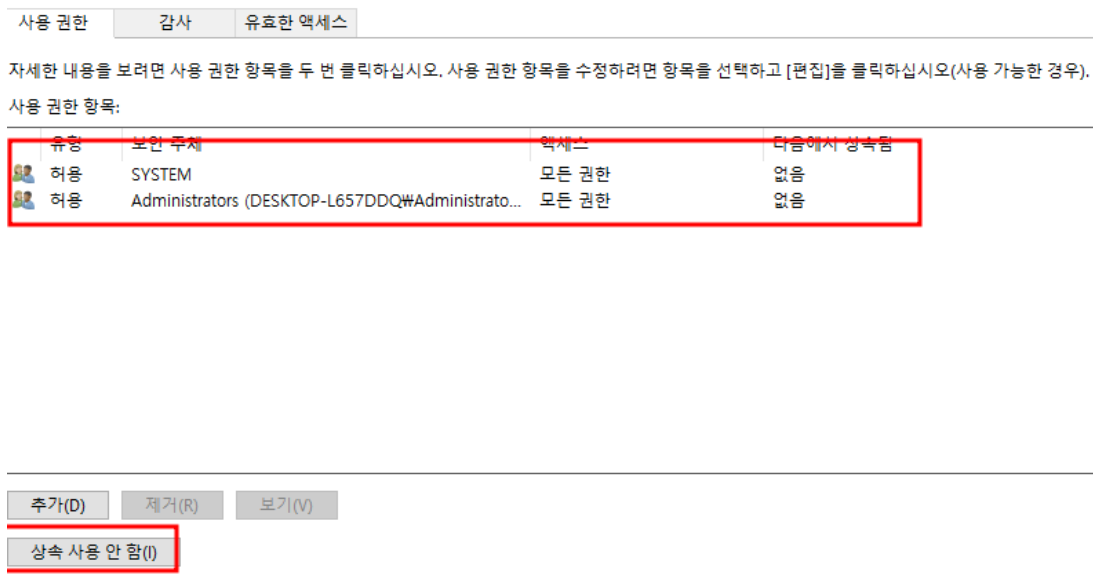 사용 권한 감사 유효한 액세스
자세한 내용을 보려면 사용 권한 항목을 두 번 클릭하십시오. 사용 권한 항목을 수정하려면 항목을 선택하고 [편집]을 클릭하십시오(사용 가능한 경우).
사용 권한 항목:
유형 보안 주체 액세스 다음에서 상속됨
허용 SYSTEM 모든 권한 없음
허용 Administrators (DESKTOP-L657DDQ₩Administrato... 모든 권한 없음
추가(D) 제거(R) 보기(V)
상속 사용 안 함(I)